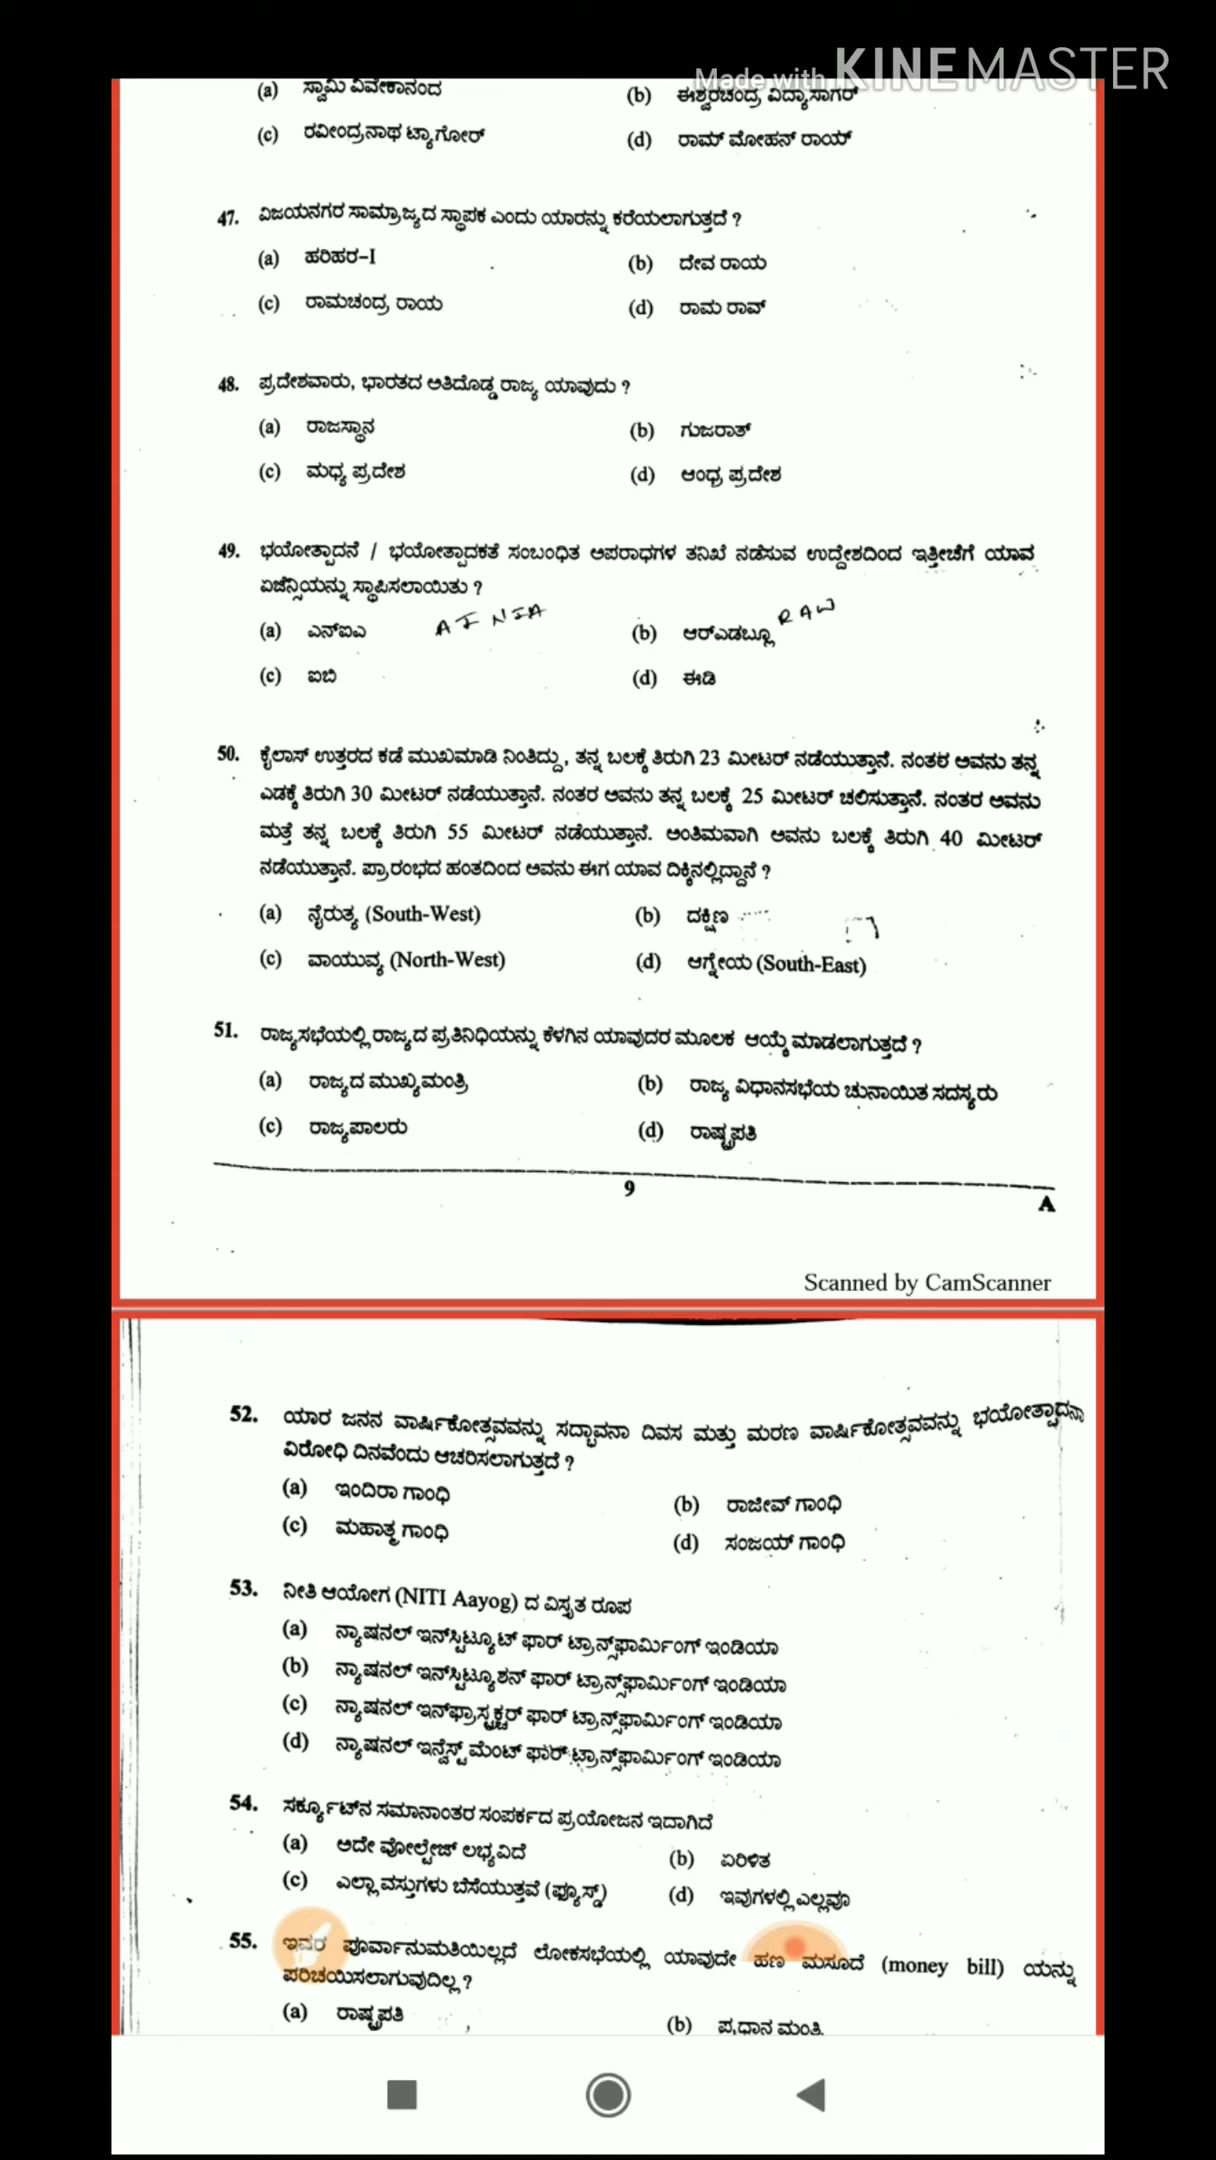 Made with KINEMASTER
(a) ಸ್ವಾಮಿ ವಿವೇಕಾನಂದ (b) ಈಶ್ವರಚಂದ್ರ ವಿದ್ಯಾಸಾಗರ್
(c) ರವೀಂದ್ರನಾಥ ಟ್ಯಾಗೋರ್ (d) ರಾಮ್ ಮೋಹನ್ ರಾಯ್
47. ವಿಜಯನಗರ ಸಾಮ್ರಾಜ್ಯದ ಸ್ಥಾಪಕ ಎಂದು ಯಾರನ್ನು ಕರೆಯಲಾಗುತ್ತದೆ ?
(a) ಹರಿಹರ-I (b) ದೇವ ರಾಯ
(c) ರಾಮಚಂದ್ರ ರಾಯ (d) ರಾಮ ರಾವ್
48. ಪ್ರದೇಶವಾರು, ಭಾರತದ ಅತಿದೊಡ್ಡ ರಾಜ್ಯ ಯಾವುದು ?
(a) ರಾಜಸ್ಥಾನ (b) ಗುಜರಾತ್
(c) ಮಧ್ಯ ಪ್ರದೇಶ (d) ಆಂಧ್ರ ಪ್ರದೇಶ
49. ಭಯೋತ್ಪಾದನೆ / ಭಯೋತ್ಪಾದಕತೆ ಸಂಬಂಧಿತ ಅಪರಾಧಗಳ ತನಿಖೆ ನಡೆಸುವ ಉದ್ದೇಶದಿಂದ ಇತ್ತೀಚೆಗೆ ಯಾವ
ಏಜೆನ್ಸಿಯನ್ನು ಸ್ಥಾಪಿಸಲಾಯಿತು ?
(a) ಎನ್ಐಎ AI NIA (b) ಆರ್ಎಡಬ್ಲ್ಯೂ RAW
(c) ಐಬಿ (d) ಈಡಿ
50. ಕೈಲಾಸ್ ಉತ್ತರದ ಕಡೆ ಮುಖಮಾಡಿ ನಿಂತಿದ್ದು, ತನ್ನ ಬಲಕ್ಕೆ ತಿರುಗಿ 23 ಮೀಟರ್ ನಡೆಯುತ್ತಾನೆ. ನಂತರ ಅವನು ತನ್ನ
ಎಡಕ್ಕೆ ತಿರುಗಿ 30 ಮೀಟರ್ ನಡೆಯುತ್ತಾನೆ. ನಂತರ ಅವನು ತನ್ನ ಬಲಕ್ಕೆ 25 ಮೀಟರ್ ಚಲಿಸುತ್ತಾನೆ. ನಂತರ ಅವನು
ಮತ್ತೆ ತನ್ನ ಬಲಕ್ಕೆ ತಿರುಗಿ 55 ಮೀಟರ್ ನಡೆಯುತ್ತಾನೆ. ಅಂತಿಮವಾಗಿ ಅವನು ಬಲಕ್ಕೆ ತಿರುಗಿ 40 ಮೀಟರ್
ನಡೆಯುತ್ತಾನೆ. ಪ್ರಾರಂಭದ ಹಂತದಿಂದ ಅವನು ಈಗ ಯಾವ ದಿಕ್ಕಿನಲ್ಲಿದ್ದಾನೆ ?
(a) ನೈರುತ್ಯ (South-West) (b) ದಕ್ಷಿಣ
(c) ವಾಯುವ್ಯ (North-West) (d) ಆಗ್ನೇಯ (South-East)
51. ರಾಜ್ಯಸಭೆಯಲ್ಲಿ ರಾಜ್ಯದ ಪ್ರತಿನಿಧಿಯನ್ನು ಕೆಳಗಿನ ಯಾವುದರ ಮೂಲಕ ಆಯ್ಕೆ ಮಾಡಲಾಗುತ್ತದೆ ?
(a) ರಾಜ್ಯದ ಮುಖ್ಯಮಂತ್ರಿ (b) ರಾಜ್ಯ ವಿಧಾನಸಭೆಯ ಚುನಾಯಿತ ಸದಸ್ಯರು
(c) ರಾಜ್ಯಪಾಲರು (d) ರಾಷ್ಟ್ರಪತಿ
9
A
Scanned by CamScanner
52. ಯಾರ ಜನನ ವಾರ್ಷಿಕೋತ್ಸವವನ್ನು ಸದ್ಭಾವನಾ ದಿವಸ ಮತ್ತು ಮರಣ ವಾರ್ಷಿಕೋತ್ಸವವನ್ನು ಭಯೋತ್ಪಾದನಾ
ವಿರೋಧಿ ದಿನವೆಂದು ಆಚರಿಸಲಾಗುತ್ತದೆ ?
(a) ಇಂದಿರಾ ಗಾಂಧಿ (b) ರಾಜೀವ್ ಗಾಂಧಿ
(c) ಮಹಾತ್ಮ ಗಾಂಧಿ (d) ಸಂಜಯ್ ಗಾಂಧಿ
53. ನೀತಿ ಆಯೋಗ (NITI Aayog) ದ ವಿಸ್ತೃತ ರೂಪ
(a) ನ್ಯಾಷನಲ್ ಇನ್‌ಸ್ಟಿಟ್ಯೂಟ್ ಫಾರ್ ಟ್ರಾನ್ಸ್‌ಫಾರ್ಮಿಂಗ್ ಇಂಡಿಯಾ
(b) ನ್ಯಾಷನಲ್ ಇನ್‌ಸ್ಟಿಟ್ಯೂಶನ್ ಫಾರ್ ಟ್ರಾನ್ಸ್‌ಫಾರ್ಮಿಂಗ್ ಇಂಡಿಯಾ
(c) ನ್ಯಾಷನಲ್ ಇನ್‌ಫ್ರಾಸ್ಟ್ರಕ್ಚರ್ ಫಾರ್ ಟ್ರಾನ್ಸ್‌ಫಾರ್ಮಿಂಗ್ ಇಂಡಿಯಾ
(d) ನ್ಯಾಷನಲ್ ಇನ್ವೆಸ್ಟ್‌ಮೆಂಟ್ ಫಾರ್ ಟ್ರಾನ್ಸ್‌ಫಾರ್ಮಿಂಗ್ ಇಂಡಿಯಾ
54. ಸರ್ಕ್ಯೂಟ್‌ನ ಸಮಾನಾಂತರ ಸಂಪರ್ಕದ ಪ್ರಯೋಜನ ಇದಾಗಿದೆ
(a) ಅದೇ ವೋಲ್ಟೇಜ್ ಲಭ್ಯವಿದೆ (b) ಏರಿಳಿತ
(c) ಎಲ್ಲಾ ವಸ್ತುಗಳು ಬೆಸೆಯುತ್ತವೆ (ಫ್ಯೂಸ್ಡ್) (d) ಇವುಗಳಲ್ಲಿ ಎಲ್ಲವೂ
55. ಇವರ ಪೂರ್ವಾನುಮತಿಯಿಲ್ಲದೆ ಲೋಕಸಭೆಯಲ್ಲಿ ಯಾವುದೇ ಹಣ ಮಸೂದೆ (money bill) ಯನ್ನು
ಪರಿಚಯಿಸಲಾಗುವುದಿಲ್ಲ ?
(a) ರಾಷ್ಟ್ರಪತಿ (b) ಪ್ರಧಾನ ಮಂತ್ರಿ